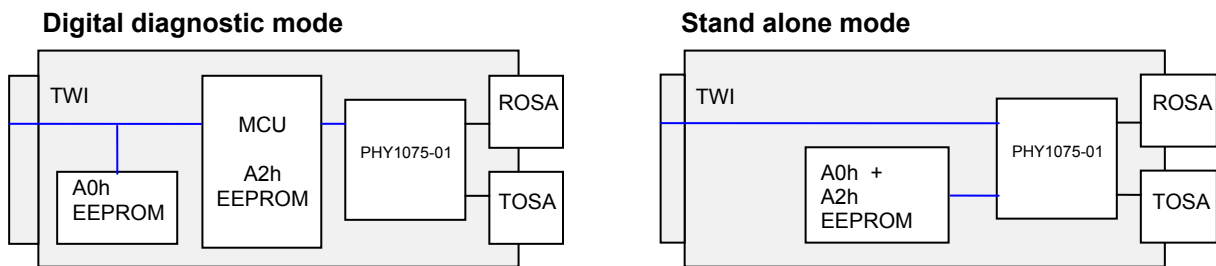 Digital diagnostic mode
TWI
MCU
A2h
EEPROM
A0h
EEPROM
PHY1075-01
ROSA
TOSA
Stand alone mode
TWI
A0h +
A2h
EEPROM
PHY1075-01
ROSA
TOSA